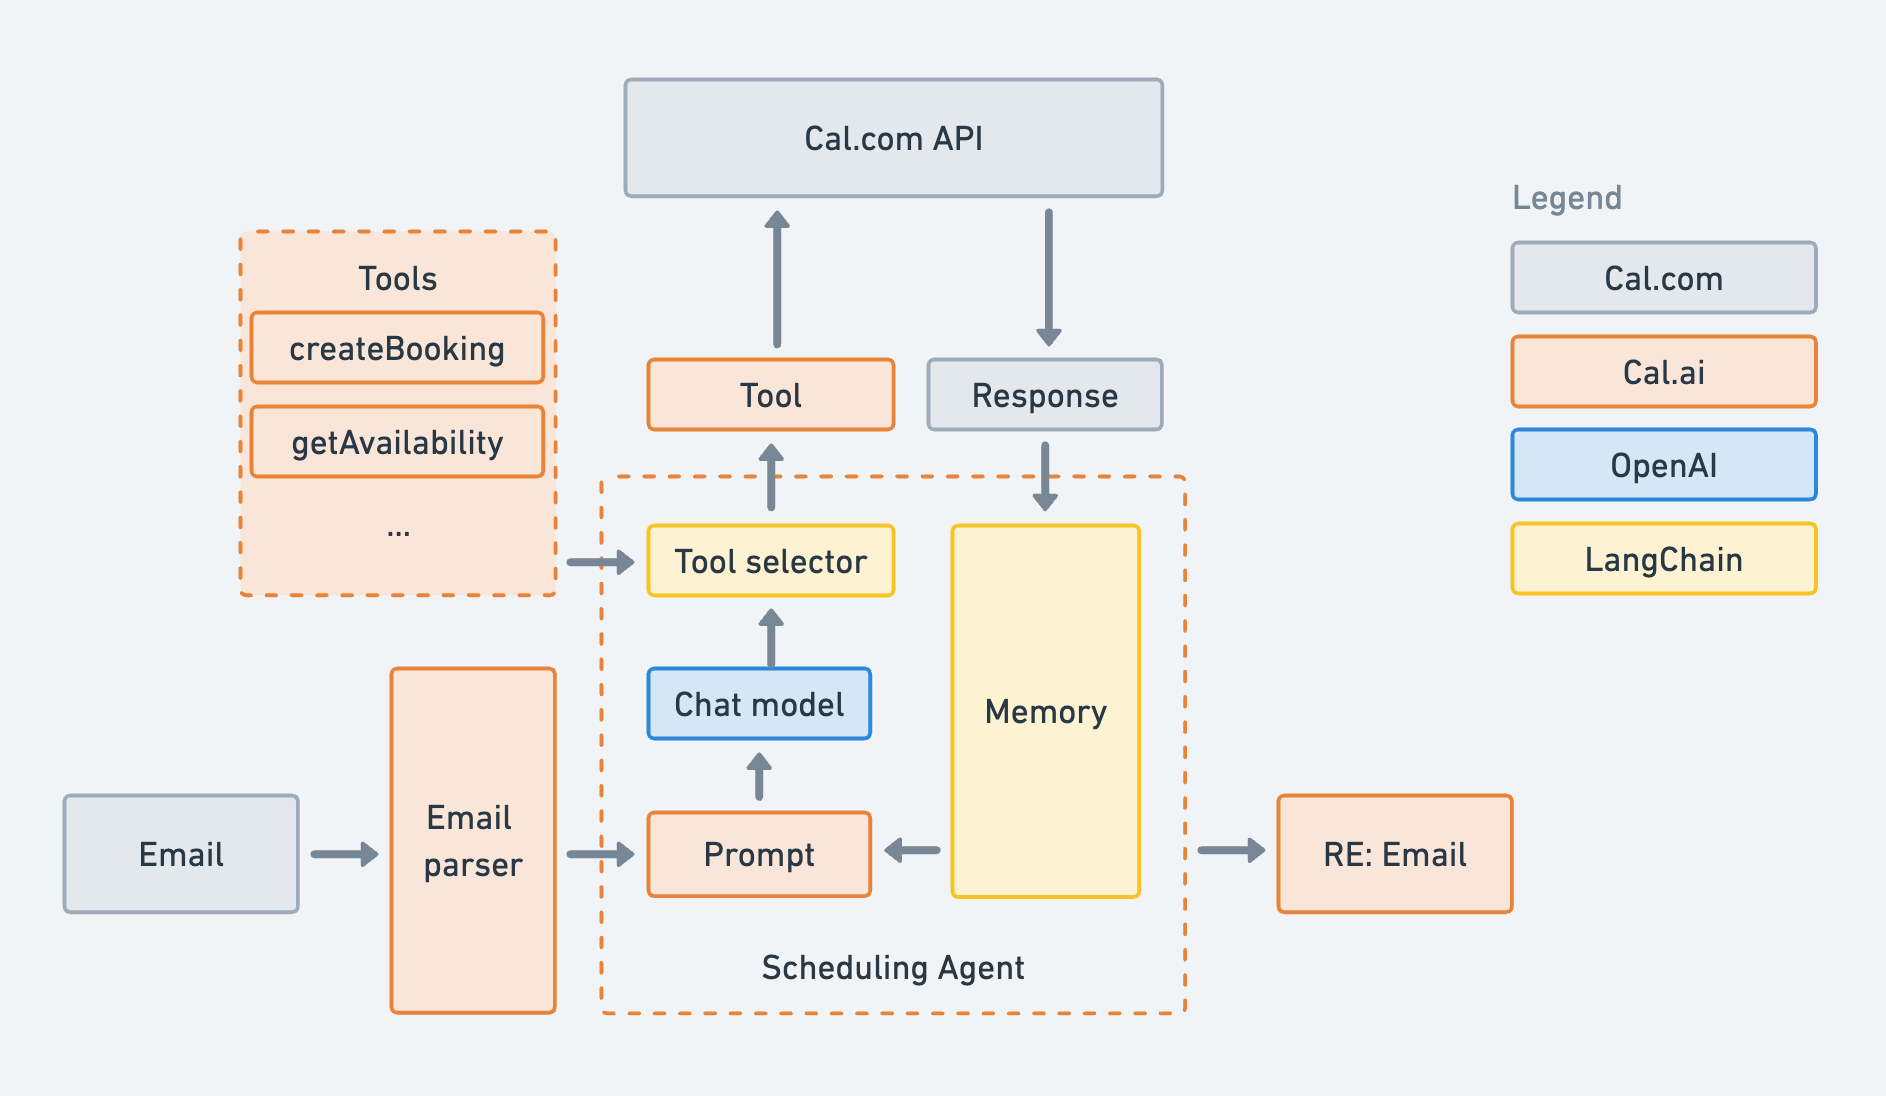 Cal.com API
Legend
Cal.com
Cal.ai
OpenAI
LangChain
Tools
createBooking
getAvailability
...
Tool
Response
Tool selector
Chat model
Memory
Email
Email
parser
Prompt
RE: Email
Scheduling Agent